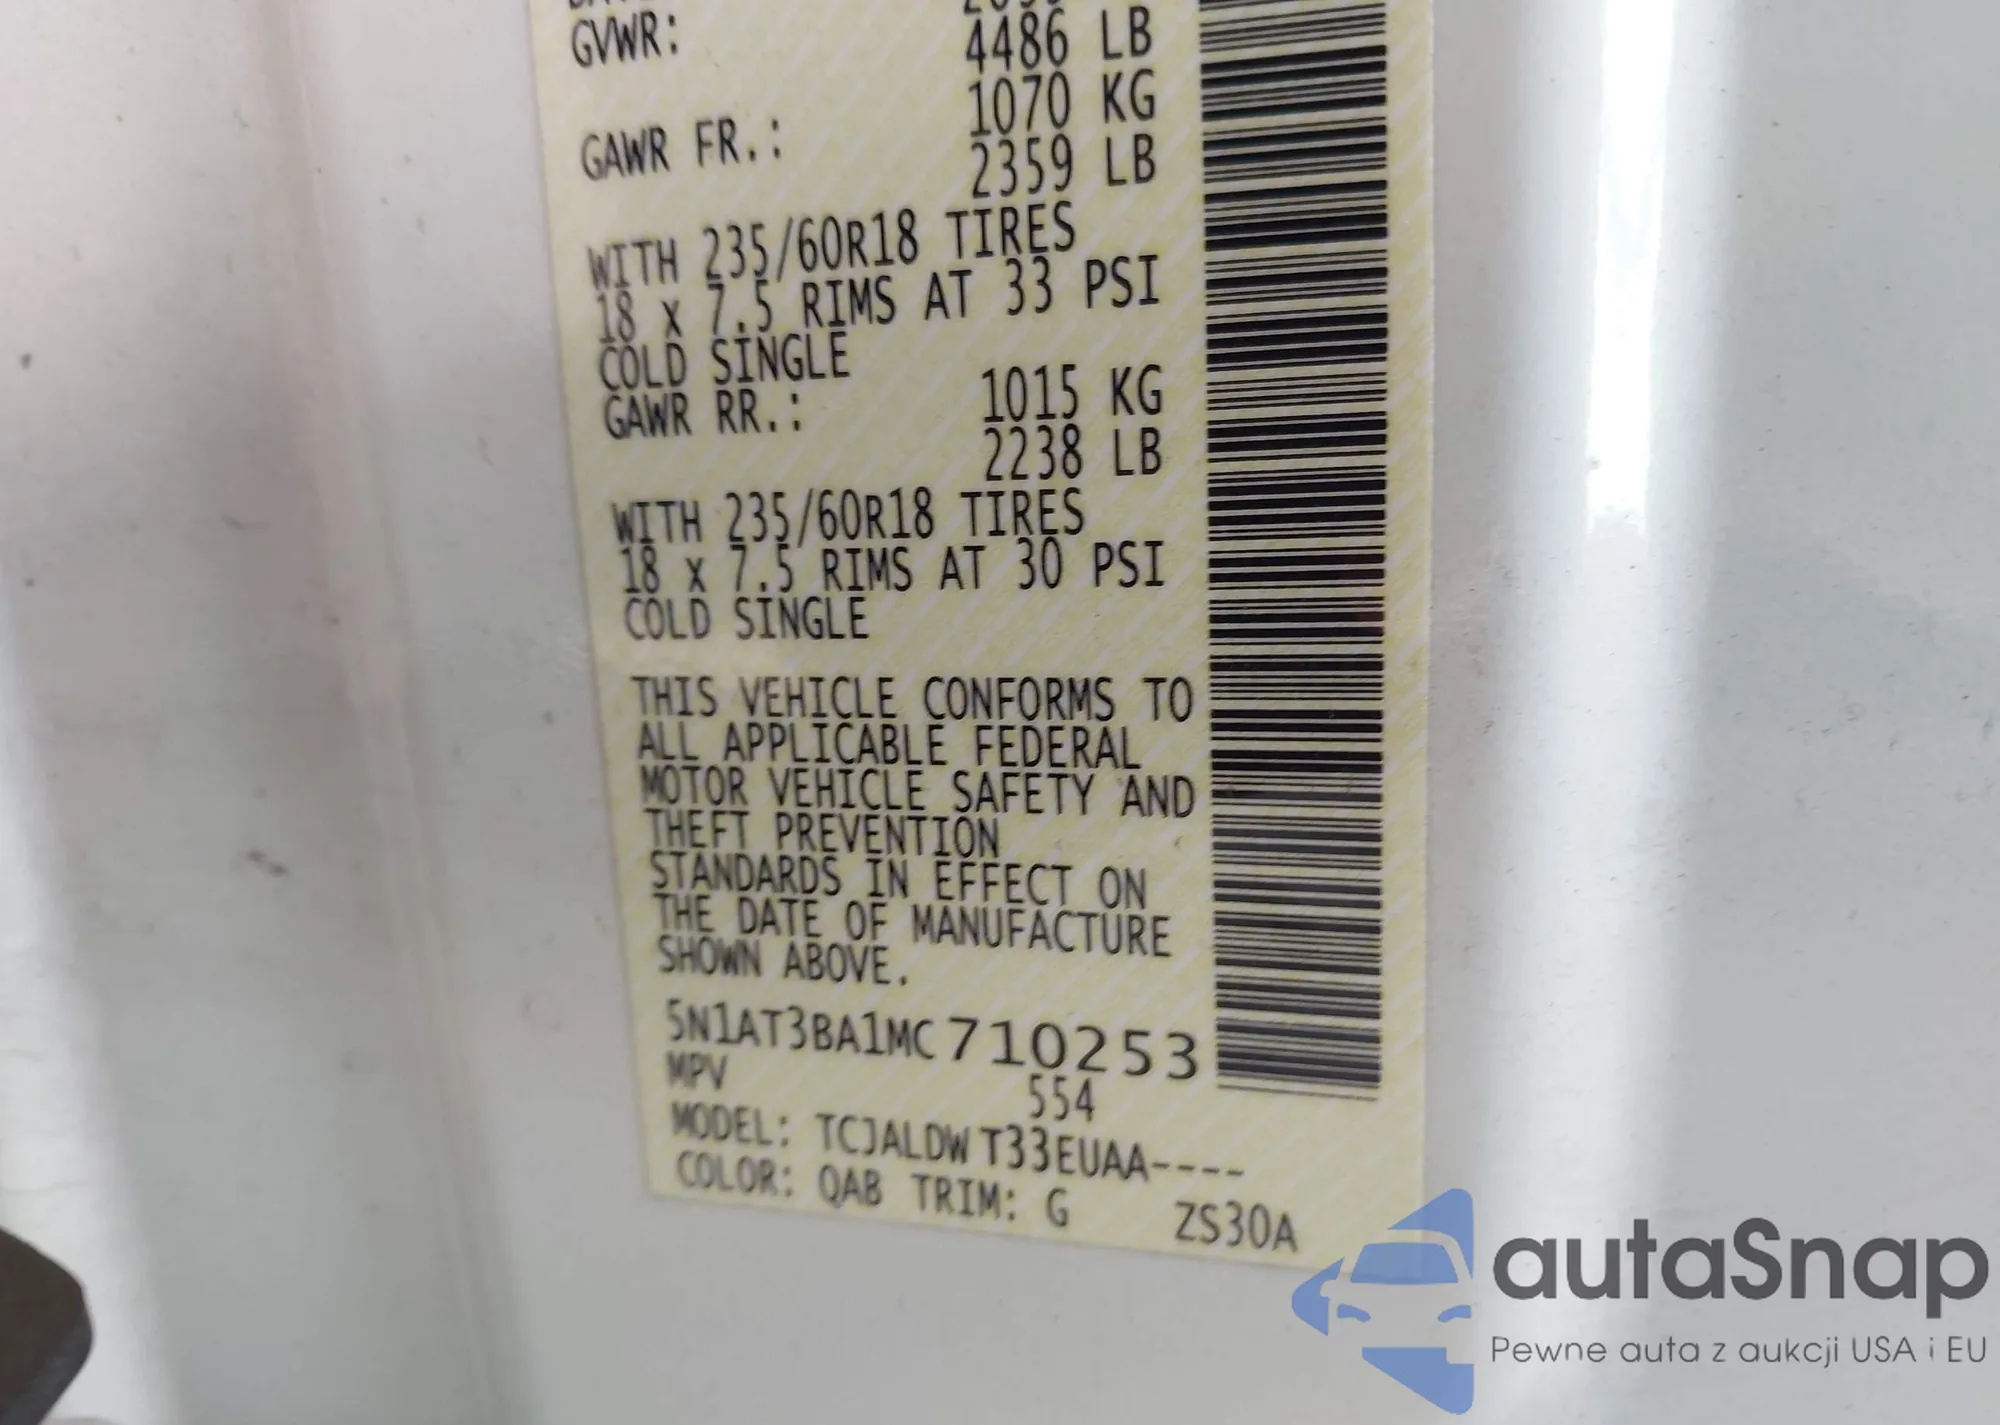 GVWR: 4486 LB
1070 KG
GAWR FR.: 2359 LB
WITH 235/60R18 TIRES
18 x 7.5 RIMS AT 33 PSI
COLD SINGLE
1015 KG
GAWR RR.: 2238 LB
WITH 235/60R18 TIRES
18 x 7.5 RIMS AT 30 PSI
COLD SINGLE
THIS VEHICLE CONFORMS TO
ALL APPLICABLE FEDERAL
MOTOR VEHICLE SAFETY AND
THEFT PREVENTION
STANDARDS IN EFFECT ON
THE DATE OF MANUFACTURE
SHOWN ABOVE.
5N1AT3BA1MC710253
MPV 554
MODEL: TCJALDW T33EUAA----
COLOR: QAB TRIM: G ZS30A
autaSnap
Pewne auta z aukcji USA i EU